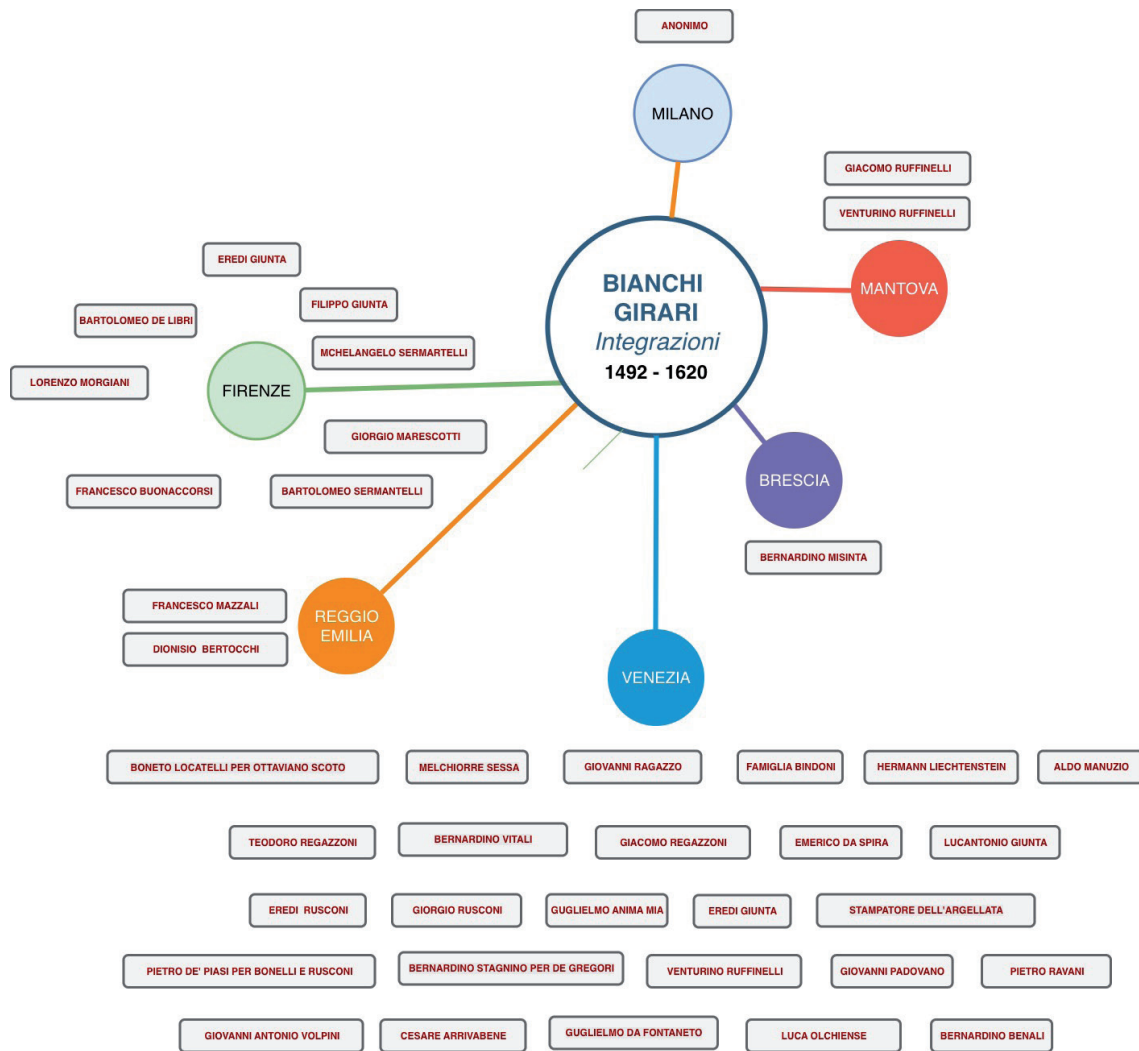 ANONIMO
MILANO
GIACOMO RUFFINELLI
VENTURINO RUFFINELLI
MANTOVA
BIANCHI
GIRARI
Integrazioni
1492 - 1620
EREDI GIUNTA
FILIPPO GIUNTA
BARTOLOMEO DE LIBRI
MCHELANGELO SERMARTELLI
LORENZO MORGIANI
FIRENZE
GIORGIO MARESCOTTI
FRANCESCO BUONACCORSI
BARTOLOMEO SERMANTELLI
BRESCIA
BERNARDINO MISINTA
FRANCESCO MAZZALI
DIONISIO BERTOCCHI
REGGIO
EMILIA
VENEZIA
BONETO LOCATELLI PER OTTAVIANO SCOTO
MELCHIORRE SESSA
GIOVANNI RAGAZZO
FAMIGLIA BINDONI
HERMANN LIECHTENSTEIN
ALDO MANUZIO
TEODORO REGAZZONI
BERNARDINO VITALI
GIACOMO REGAZZONI
EMERICO DA SPIRA
LUCANTONIO GIUNTA
EREDI RUSCONI
GIORGIO RUSCONI
GUGLIELMO ANIMA MIA
EREDI GIUNTA
STAMPATORE DELL'ARGELLATA
PIETRO DE' PIASI PER BONELLI E RUSCONI
BERNARDINO STAGNINO PER DE GREGORI
VENTURINO RUFFINELLI
GIOVANNI PADOVANO
PIETRO RAVANI
GIOVANNI ANTONIO VOLPINI
CESARE ARRIVABENE
GUGLIELMO DA FONTANETO
LUCA OLCHIENSE
BERNARDINO BENALI